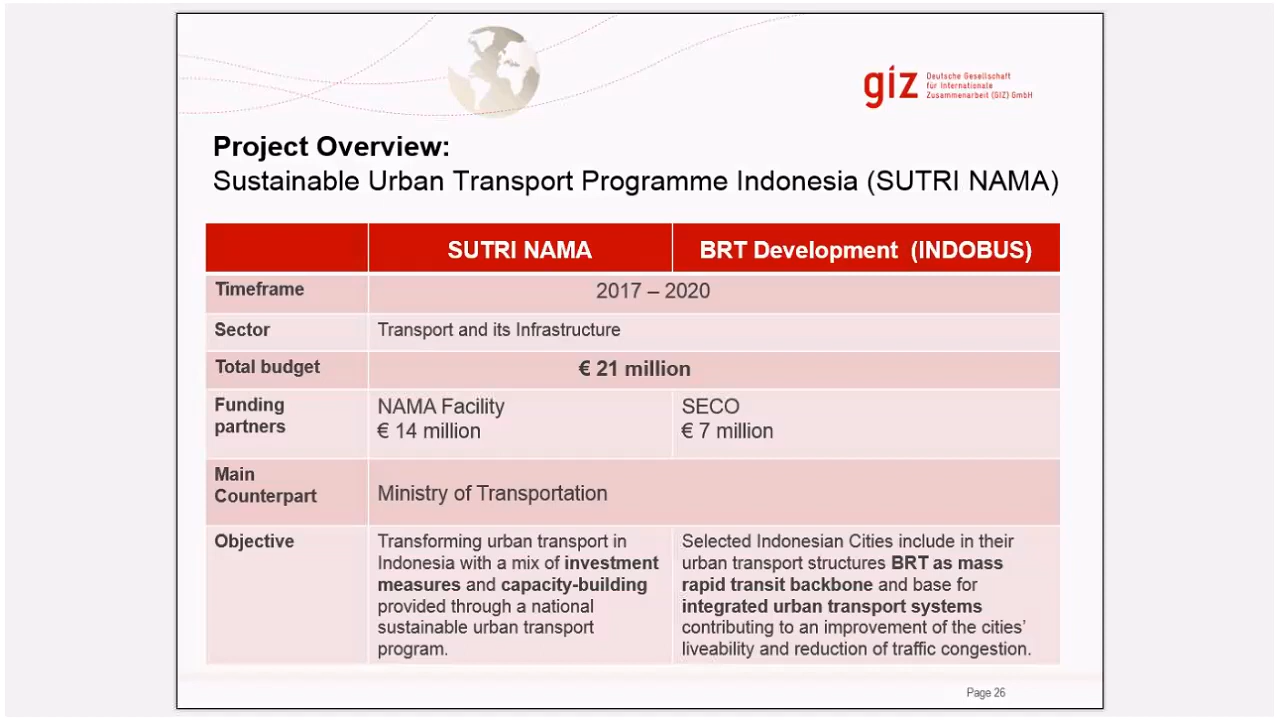 giz
Deutsche Gesellschaft
für Internationale
Zusammenarbeit (GIZ) GmbH
Project Overview:
Sustainable Urban Transport Programme Indonesia (SUTRI NAMA)
SUTRI NAMA
BRT Development (INDOBUS)
Timeframe
2017 – 2020
Sector
Transport and its Infrastructure
Total budget
€ 21 million
Funding
partners
NAMA Facility
€ 14 million
SECO
€ 7 million
Main
Counterpart
Ministry of Transportation
Objective
Transforming urban transport in
Indonesia with a mix of investment
measures and capacity-building
provided through a national
sustainable urban transport
program.
Selected Indonesian Cities include in their
urban transport structures BRT as mass
rapid transit backbone and base for
integrated urban transport systems
contributing to an improvement of the cities'
liveability and reduction of traffic congestion.
Page 26